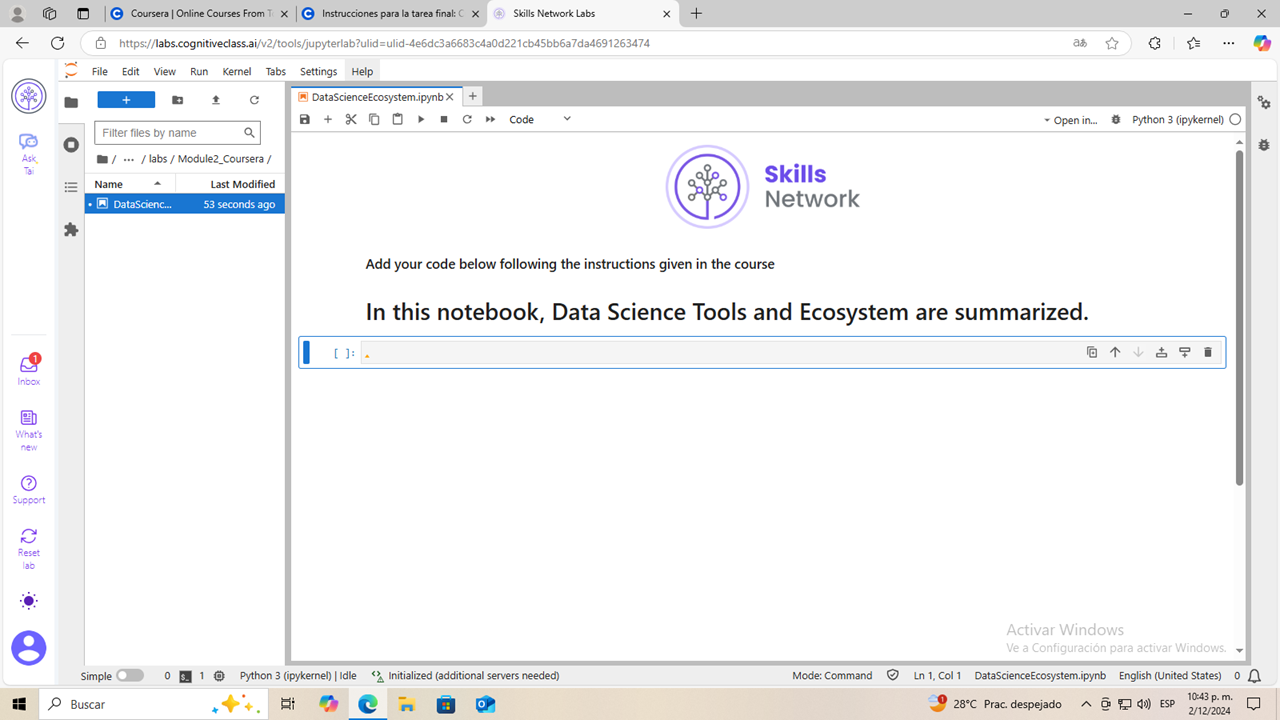 Coursera | Online Courses From T
Instrucciones para la tarea final: C
Skills Network Labs
https://labs.cognitiveclass.ai/v2/tools/jupyterlab?ulid=ulid-4e6dc3a6683c4a0d221cb45bb6a7da4691263474
File Edit View Run Kernel Tabs Settings Help
DataScienceEcosystem.ipynb
Filter files by name
Code
Open in...
Python 3 (ipykernel)
/ ... / labs / Module2_Coursera /
Name Last Modified
DataScienc... 53 seconds ago
Ask
Tai
Inbox
1
What's
new
Support
Reset
lab
Skills
Network
Add your code below following the instructions given in the course
In this notebook, Data Science Tools and Ecosystem are summarized.
[ ]:
Activar Windows
Ve a Configuración para activar Windows.
Simple 0 1 Python 3 (ipykernel) | Idle Initialized (additional servers needed) Mode: Command Ln 1, Col 1 DataScienceEcosystem.ipynb English (United States) 0
Buscar
28°C Prac. despejado
ESP
10:43 p. m.
2/12/2024